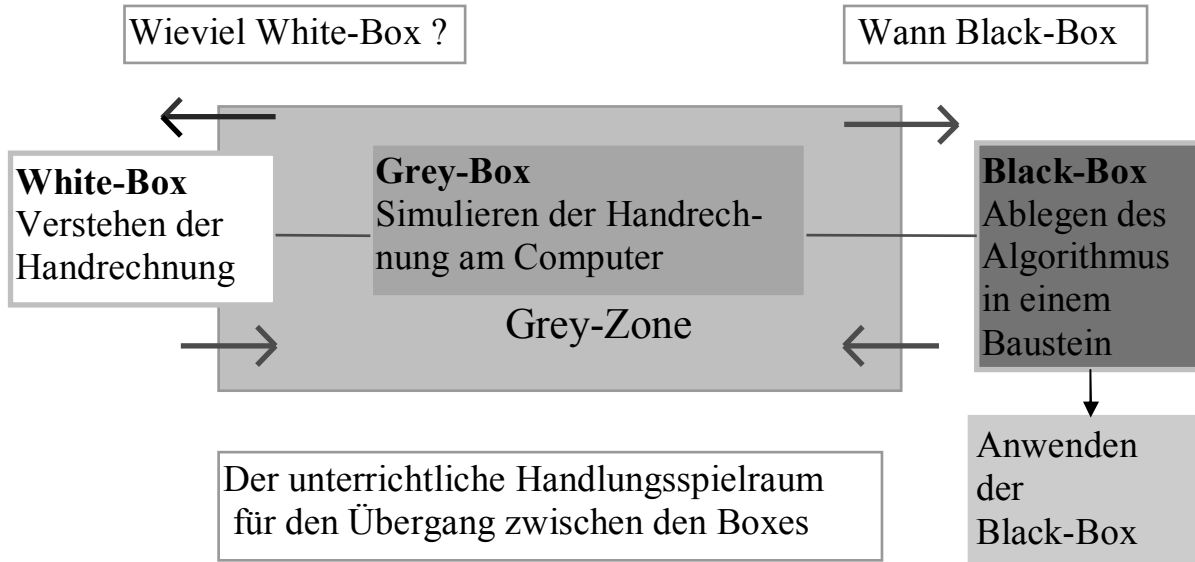 Wieviel White-Box ?
Wann Black-Box
White-Box
Verstehen der
Handrechnung
Grey-Box
Simulieren der Handrech-
nung am Computer
Grey-Zone
Black-Box
Ablegen des
Algorithmus
in einem
Baustein
Der unterrichtliche Handlungsspielraum
für den Übergang zwischen den Boxes
Anwenden
der
Black-Box